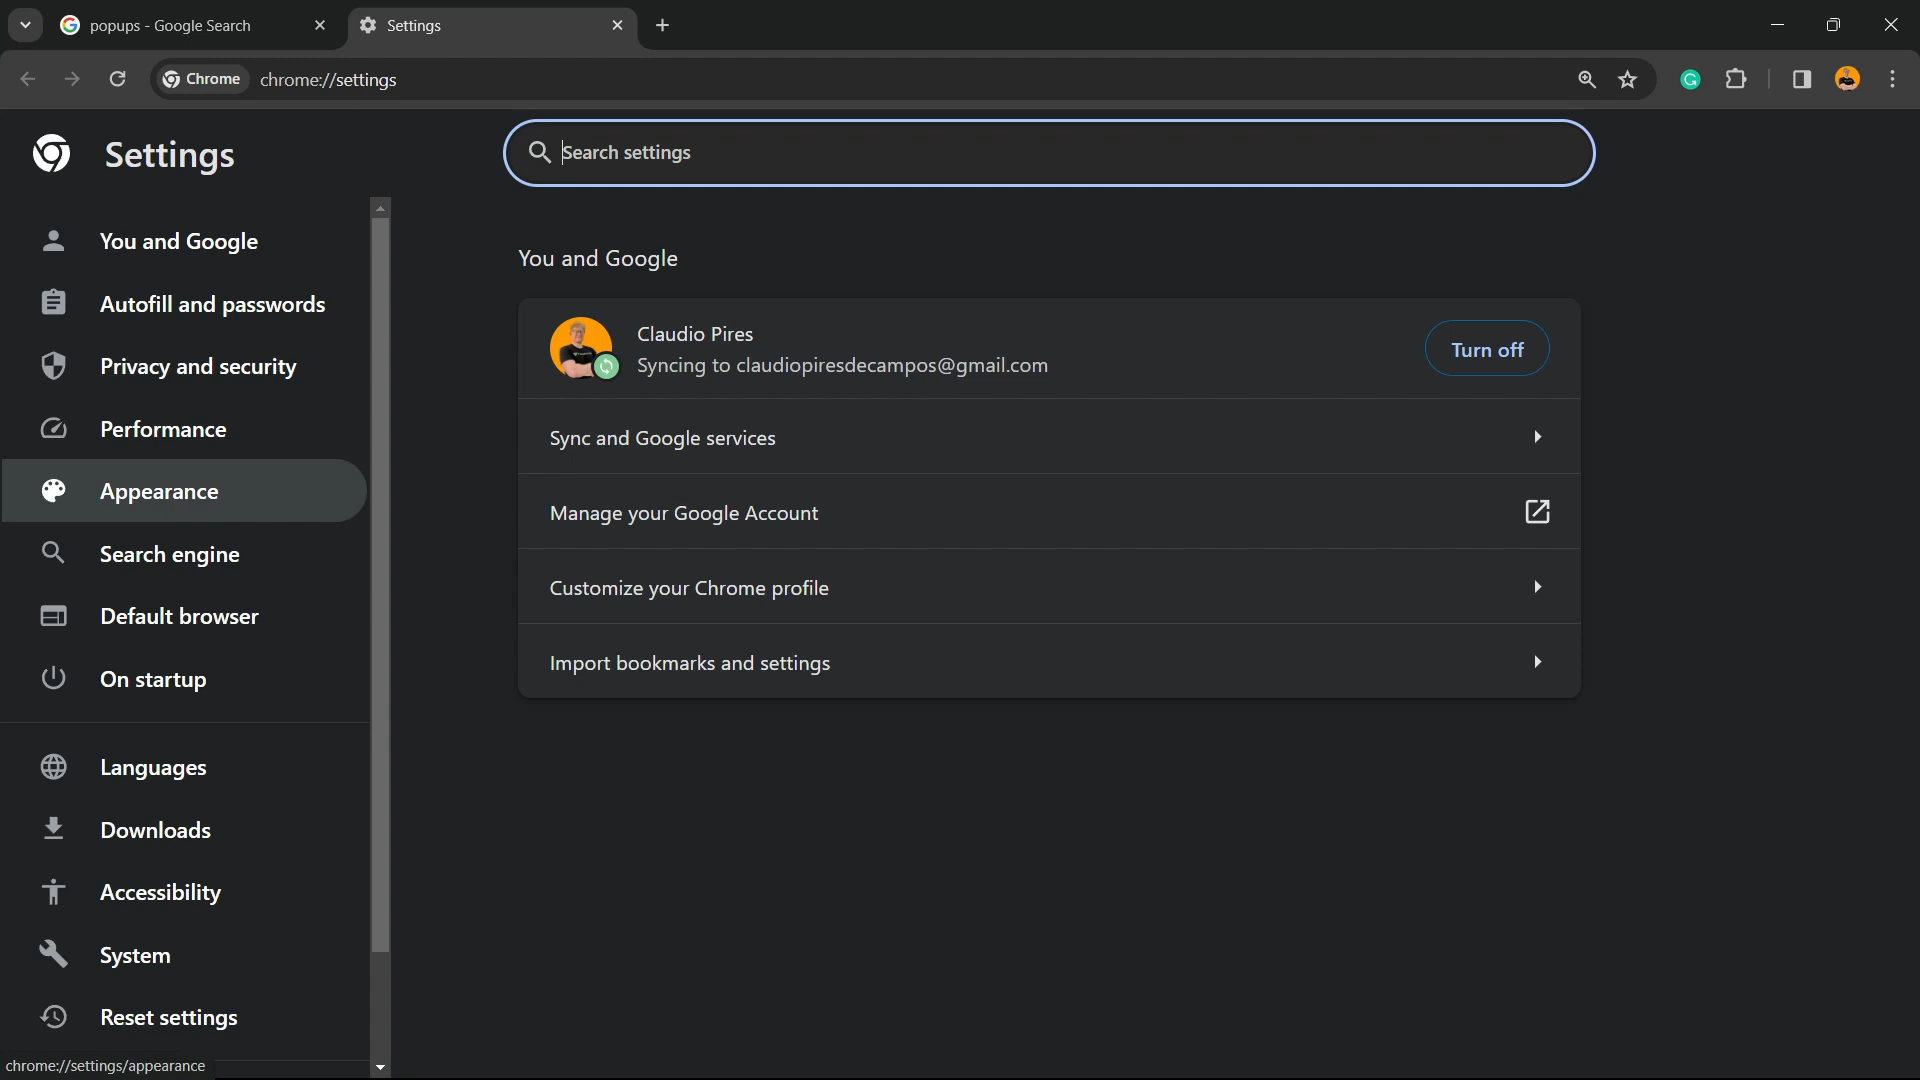 popups - Google Search
Settings
Chrome
chrome://settings
Settings
Search settings
You and Google
Autofill and passwords
Privacy and security
Performance
Appearance
Search engine
Default browser
On startup
Languages
Downloads
Accessibility
System
Reset settings
You and Google
Claudio Pires
Syncing to claudiopiresdecampos@gmail.com
Turn off
Sync and Google services
Manage your Google Account
Customize your Chrome profile
Import bookmarks and settings
chrome://settings/appearance